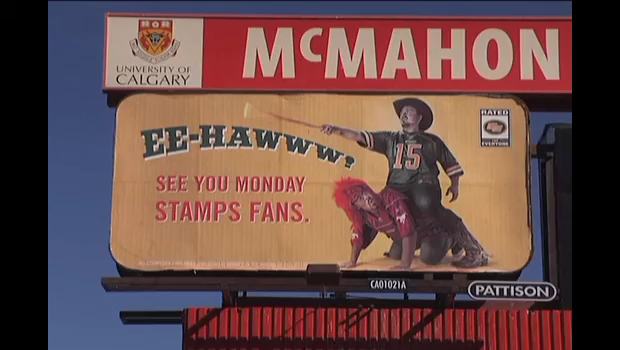 UNIVERSITY OF
CALGARY
McMAHON
EE-HAWWW?
SEE YOU MONDAY
STAMPS FANS.
15
RATED
EVERYONE
CA01021A
PATTISON